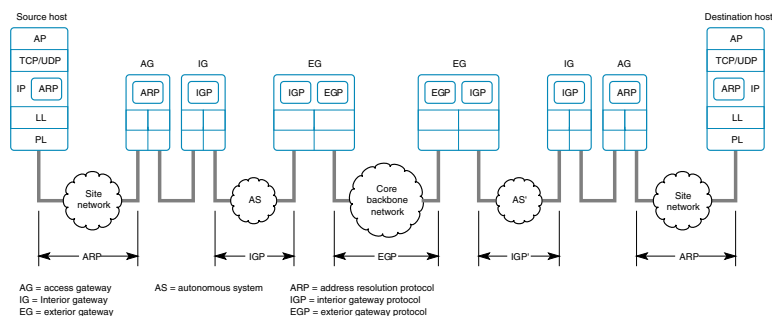 Source host
Destination host
AP
TCP/UDP
IP
ARP
LL
PL
AG
ARP
IG
IGP
EG
IGP
EGP
EG
EGP
IGP
IG
IGP
AG
ARP
AP
TCP/UDP
ARP
IP
LL
PL
Site
network
AS
Core
backbone
network
AS'
Site
network
ARP
IGP
EGP
IGP'
ARP
AG = access gateway
IG = Interior gateway
EG = exterior gateway
AS = autonomous system
ARP = address resolution protocol
IGP = interior gateway protocol
EGP = exterior gateway protocol